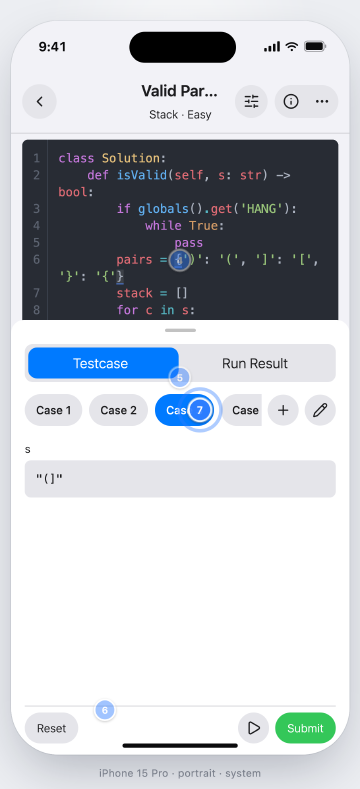 9:41
Valid Par...
Stack · Easy
1 class Solution:
2 def isValid(self, s: str) ->
bool:
3 if globals().get('HANG'):
4 while True:
5 pass
6 pairs = {')': '(', ']': '[',
'}': '{'}
7 stack = []
8 for c in s:
Testcase
Run Result
5
Case 1
Case 2
7
Case
s
"(]"
6
Reset
Submit
iPhone 15 Pro · portrait · system